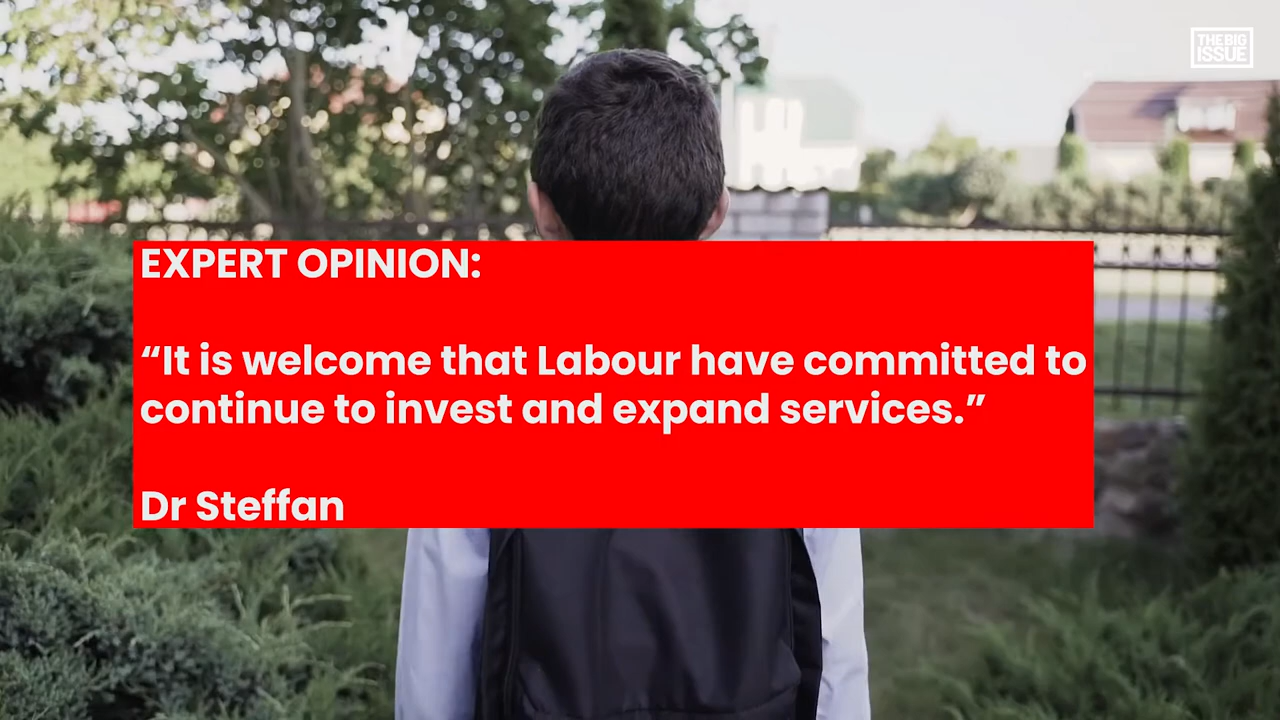 THE BIG
ISSUE
EXPERT OPINION:
“It is welcome that Labour have committed to
continue to invest and expand services.”
Dr Steffan